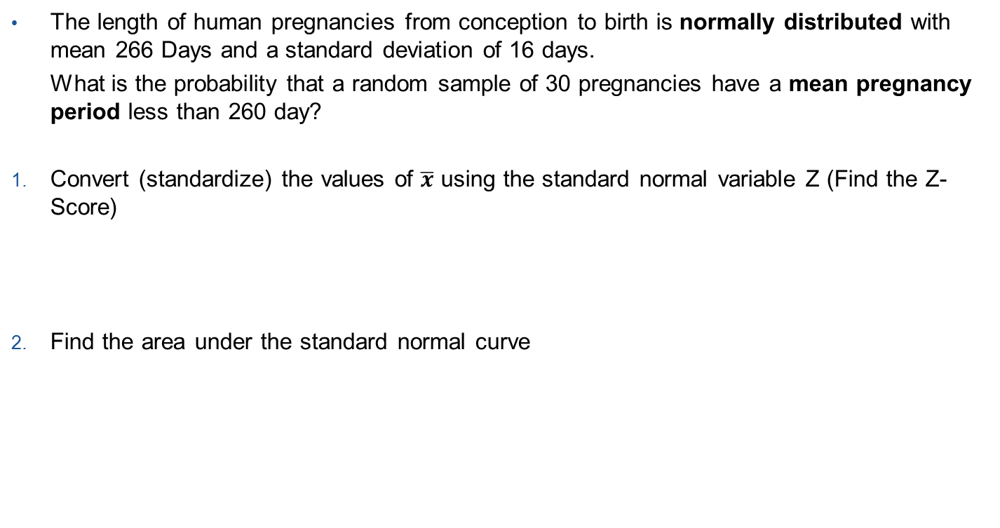 • The length of human pregnancies from conception to birth is normally distributed with
mean 266 Days and a standard deviation of 16 days.
What is the probability that a random sample of 30 pregnancies have a mean pregnancy
period less than 260 day?
1. Convert (standardize) the values of x̅ using the standard normal variable Z (Find the Z-
Score)
2. Find the area under the standard normal curve